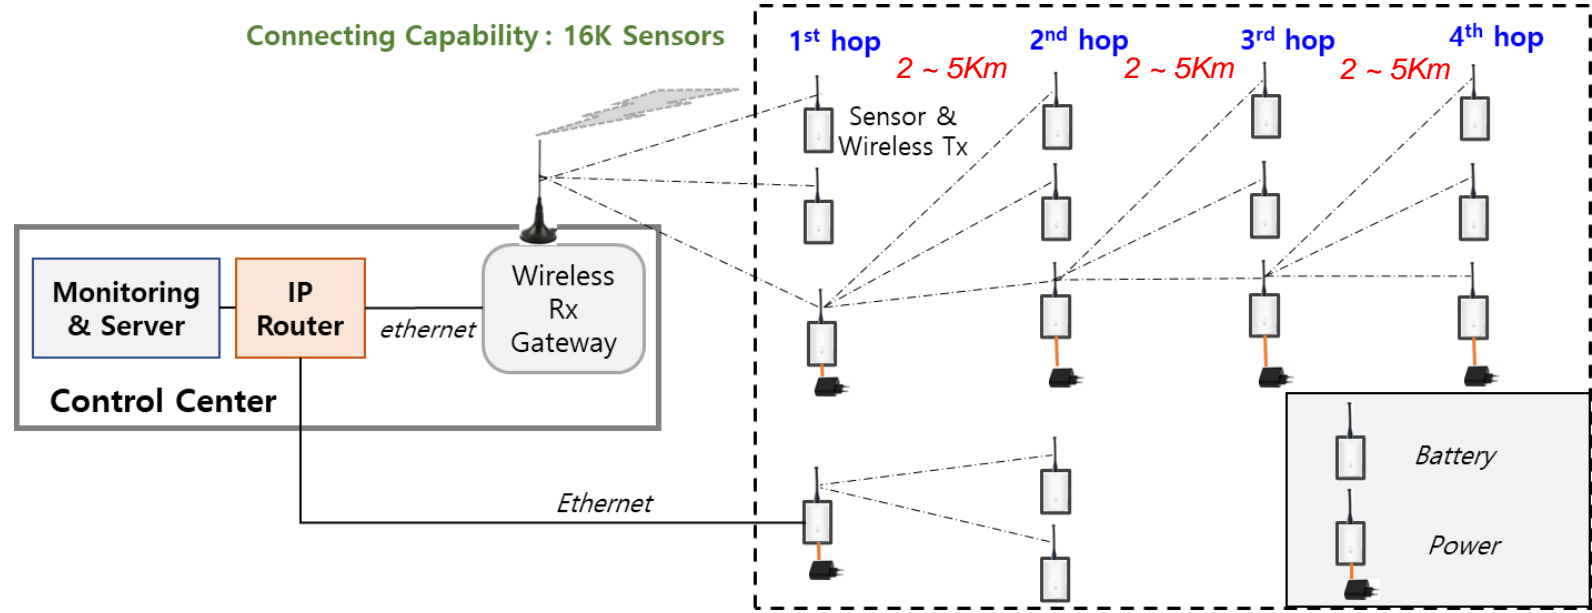 Connecting Capability : 16K Sensors
1st hop
2nd hop
3rd hop
4th hop
2 ~ 5Km
2 ~ 5Km
2 ~ 5Km
Sensor &
Wireless Tx
Monitoring
& Server
IP
Router
ethernet
Wireless
Rx
Gateway
Control Center
Ethernet
Battery
Power